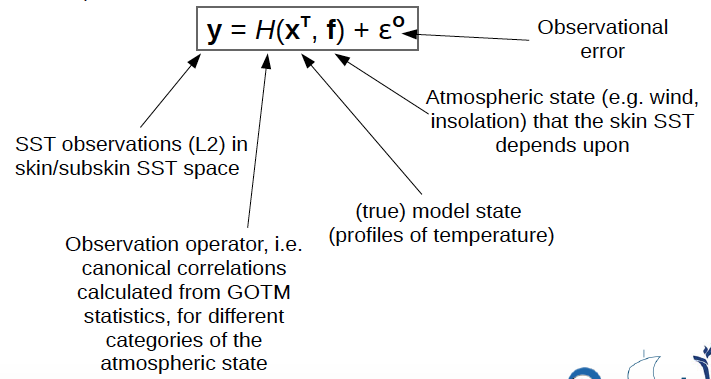 y = H(xᵀ, f) + εᵒ
Observational
error
Atmospheric state (e.g. wind,
insolation) that the skin SST
depends upon
SST observations (L2) in
skin/subskin SST space
(true) model state
(profiles of temperature)
Observation operator, i.e.
canonical correlations
calculated from GOTM
statistics, for different
categories of the
atmospheric state